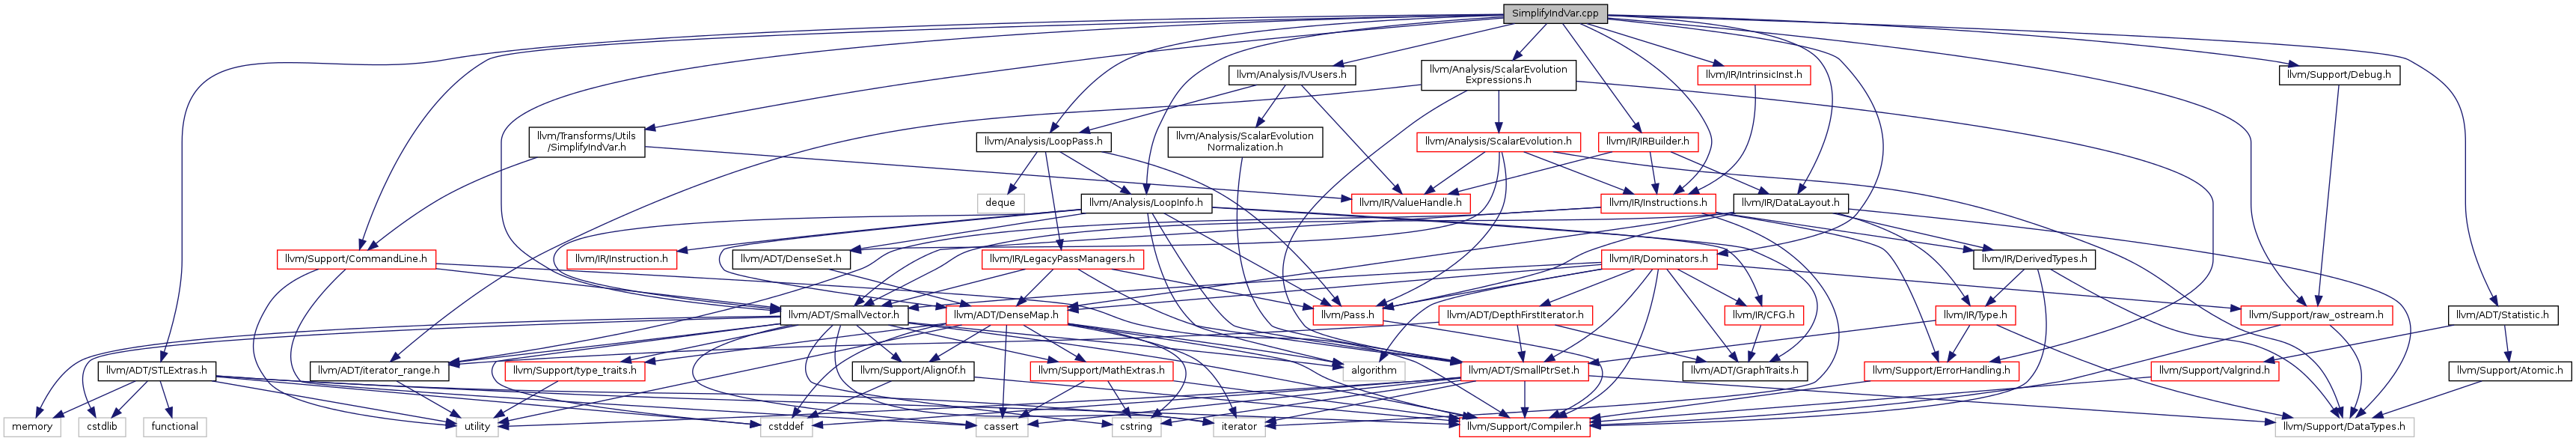 SimplifyIndVar.cpp
llvm/Analysis/IVUsers.h
llvm/Analysis/ScalarEvolution
Expressions.h
llvm/IR/IntrinsicInst.h
llvm/Support/Debug.h
llvm/Transforms/Utils
/SimplifyIndVar.h
llvm/Analysis/LoopPass.h
llvm/Analysis/ScalarEvolution
Normalization.h
llvm/Analysis/ScalarEvolution.h
llvm/IR/IRBuilder.h
deque
llvm/Analysis/LoopInfo.h
llvm/IR/ValueHandle.h
llvm/IR/Instructions.h
llvm/IR/DataLayout.h
llvm/Support/CommandLine.h
llvm/IR/Instruction.h
llvm/ADT/DenseSet.h
llvm/IR/LegacyPassManagers.h
llvm/IR/Dominators.h
llvm/IR/DerivedTypes.h
llvm/ADT/SmallVector.h
llvm/ADT/DenseMap.h
llvm/Pass.h
llvm/ADT/DepthFirstIterator.h
llvm/IR/CFG.h
llvm/IR/Type.h
llvm/Support/raw_ostream.h
llvm/ADT/Statistic.h
llvm/ADT/STLExtras.h
llvm/ADT/iterator_range.h
llvm/Support/type_traits.h
llvm/Support/AlignOf.h
llvm/Support/MathExtras.h
algorithm
llvm/ADT/SmallPtrSet.h
llvm/ADT/GraphTraits.h
llvm/Support/ErrorHandling.h
llvm/Support/Valgrind.h
llvm/Support/Atomic.h
memory
cstdlib
functional
utility
cstddef
cassert
cstring
iterator
llvm/Support/Compiler.h
llvm/Support/DataTypes.h